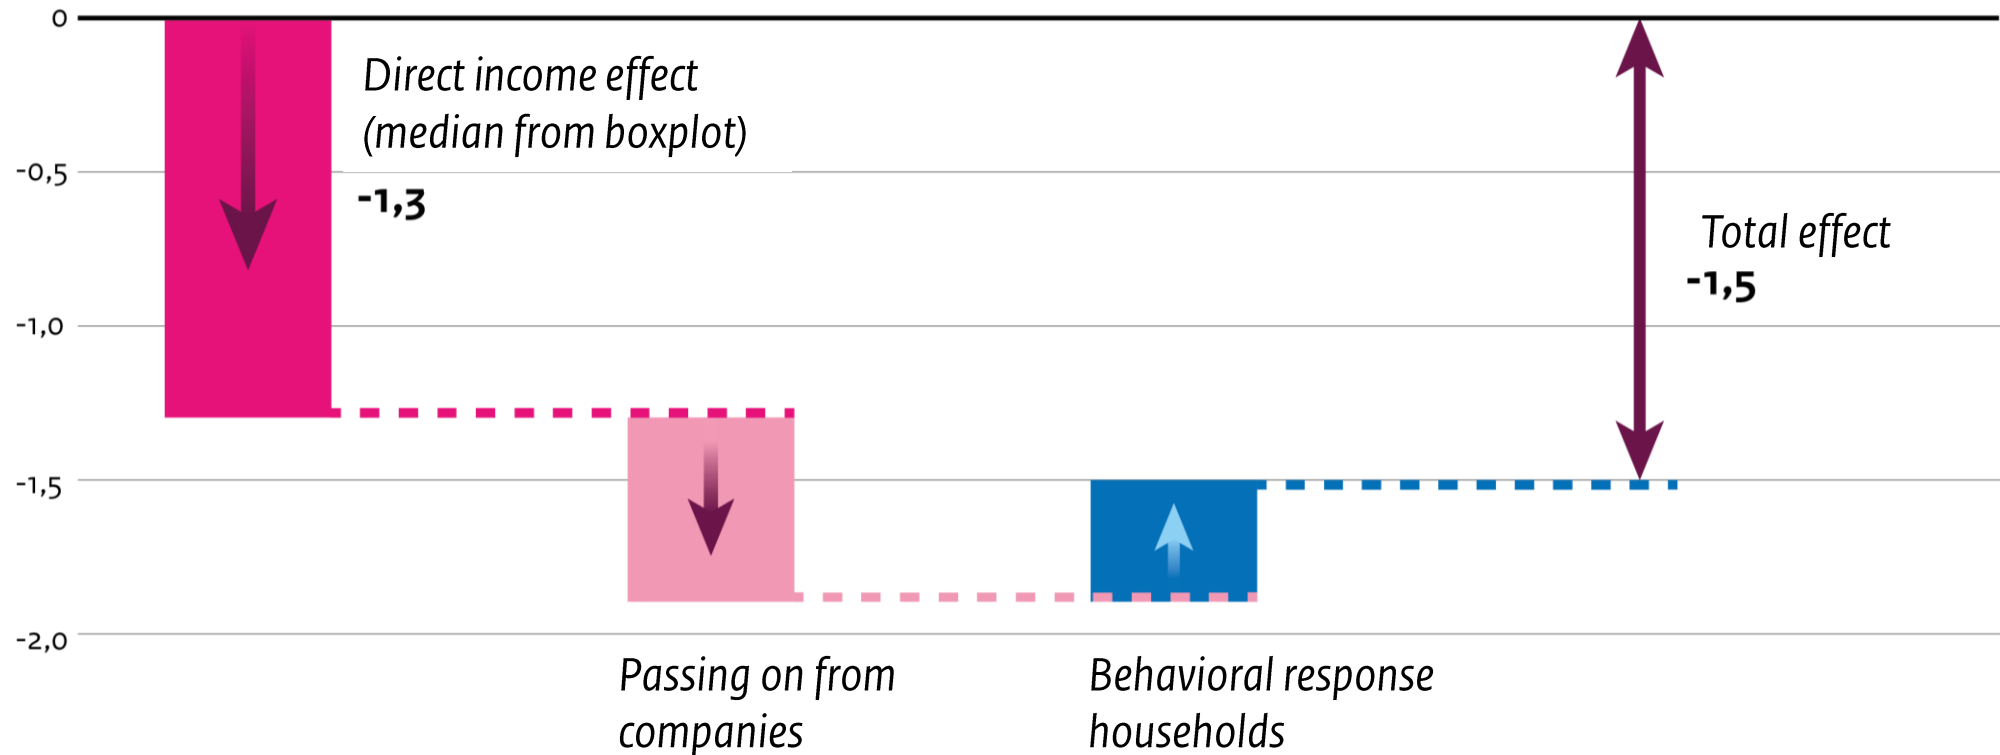 0
Direct income effect
(median from boxplot)
-0,5
-1,3
Total effect
-1,5
-1,0
-1,5
-2,0
Passing on from
companies
Behavioral response
households